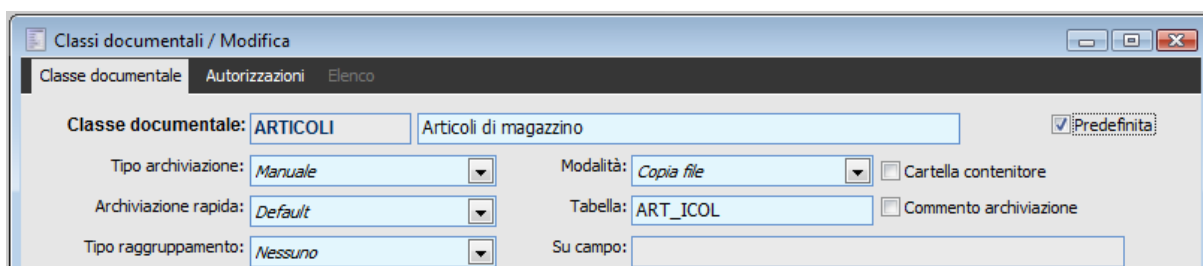 Classi documentali / Modifica
Classe documentale Autorizzazioni Elenco
Classe documentale: ARTICOLI Articoli di magazzino Predefinita
Tipo archiviazione: Manuale Modalità: Copia file Cartella contenitore
Archiviazione rapida: Default Tabella: ART_ICOL Commento archiviazione
Tipo raggruppamento: Nessuno Su campo: